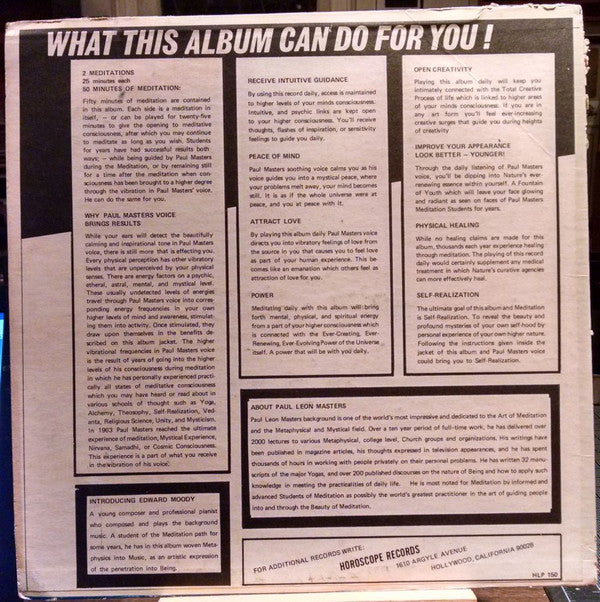 WHAT THIS ALBUM CAN DO FOR YOU !
2 MEDITATIONS
25 minutes each
50 MINUTES OF MEDITATION:
Fifty minutes of meditation are contained
in this album. Each side is a meditation in
itself, – or can be played for twenty-five
minutes to give the opening to meditative
consciousness, after which you may continue
to meditate as long as you wish. Students
for years have had successful results both
ways; – while being guided by Paul Masters
during the Meditation, or by remaining still
for a time after the meditation when con-
sciousness has been brought to a higher degree
through the vibration in Paul Masters' voice.
He can do the same for you.
WHY PAUL MASTERS VOICE
BRINGS RESULTS
While your ears will detect the beautifully
calming and inspirational tone in Paul Masters
voice, there is still more that is effecting you.
Every physical perception has other vibratory
levels that are unperceived by your physical
senses. There are energy factors on a psychic,
etheral, astral, mental, and mystical level.
These usually undetected levels of energies
travel through Paul Masters voice into corres-
ponding energy frequencies in your own
higher levels of mind and awareness, stimulat-
ing them into activity. Once stimulated, they
draw upon themselves in the benefits de-
scribed on this album jacket. The higher
vibrational frequencies in Paul Masters voice
is the result of years of going into the higher
levels of his consciousness during meditation
in which he has personally experienced practi-
cally all states of meditative consciousness
which you may have heard or read about in
various schools of thought such as Yoga,
Alchemy, Theosophy, Self-Realization, Ved-
anta, Religious Science, Unity, and Mysticism.
In 1963 Paul Masters reached the ultimate
experience of meditation, Mystical Experience,
Nirvana, Samadhi, or Cosmic Consciousness.
This experience is a part of what you receive
in the vibration of his voice.
INTRODUCING EDWARD MOODY
A young composer and professional pianist
who composed and plays the background
music. A student of the Meditation path for
some years, he has in this album woven Meta-
physics into Music, as an artistic expression
of the penetration into Being.
RECEIVE INTUITIVE GUIDANCE
By using this record daily, access is maintained
to higher levels of your minds consciousness.
Intuitive, and psychic links are kept open
to your higher consciousness. You'll receive
thoughts, flashes of inspiration, or sensitivity
feelings to guide you daily.
PEACE OF MIND
Paul Masters soothing voice calms you as his
voice guides you into a mystical peace, where
your problems melt away, your mind becomes
still. It is as if the whole universe were at
peace, and you at peace with it.
ATTRACT LOVE
By playing this album daily Paul Masters voice
directs you into vibratory feelings of love from
the source in you that causes you to feel love
as part of your human experience. This be-
comes like an emanation which others feel as
attraction of love for you.
POWER
Meditating daily with this album will bring
forth mental, physical, and spiritual energy
from a part of your higher consciousness which
is connected with the Ever-Creating, Ever-
Renewing, Ever-Evolving Power of the Universe
itself. A power that will be with you daily.
OPEN CREATIVITY
Playing this album daily will keep you
intimately connected with the Total Creative
Process of life which is linked to higher areas
of your minds consciousness. If you are in
any art form you'll feel ever-increasing
creative surges that guide you during heights
of creativity
IMPROVE YOUR APPEARANCE
LOOK BETTER – YOUNGER!
Through the daily listening of Paul Masters
voice, you'll be dipping into Nature's ever-
renewing essence within yourself. A Fountain
of Youth which will leave your face glowing
and radiant as seen on faces of Paul Masters
Meditation Students for years.
PHYSICAL HEALING
While no healing claims are made for this
album, thousands each year experience healing
through meditation. The playing of this record
daily would certainly supplement any medical
treatment in which Nature's curative agencies
can more effectively heal.
SELF-REALIZATION
The ultimate goal of this album and Meditation
is Self-Realization. To reveal the beauty and
profound mysteries of your own self-hood by
personal experience of your own higher nature.
Following the instructions given inside the
jacket of this album and Paul Masters voice
could bring you to Self-Realization.
ABOUT PAUL LEON MASTERS
Paul Leon Masters background is one of the world's most impressive and dedicated to the Art of Meditation
and the Metaphysical and Mystical field. Over a ten year period of full-time work, he has delivered over
2000 lectures to various Metaphysical, college level, Church groups and organizations. His writings have
been published in magazine articles, his thoughts expressed in television appearances, and he has spent
thousands of hours in working with people privately on their personal problems. He has written 32 manu-
scripts of the major Yogas, and over 200 published discourses on the nature of Being and how to apply such
knowledge in meeting the practicalities of daily life. He is most noted for Meditation by informed and
advanced Students of Meditation as possibly the world's greatest practitioner in the art of guiding people
into and through the Beauty of Meditation.
FOR ADDITIONAL RECORDS WRITE:
HOROSCOPE RECORDS
1610 ARGYLE AVENUE
HOLLYWOOD, CALIFORNIA 90028
HLP 150